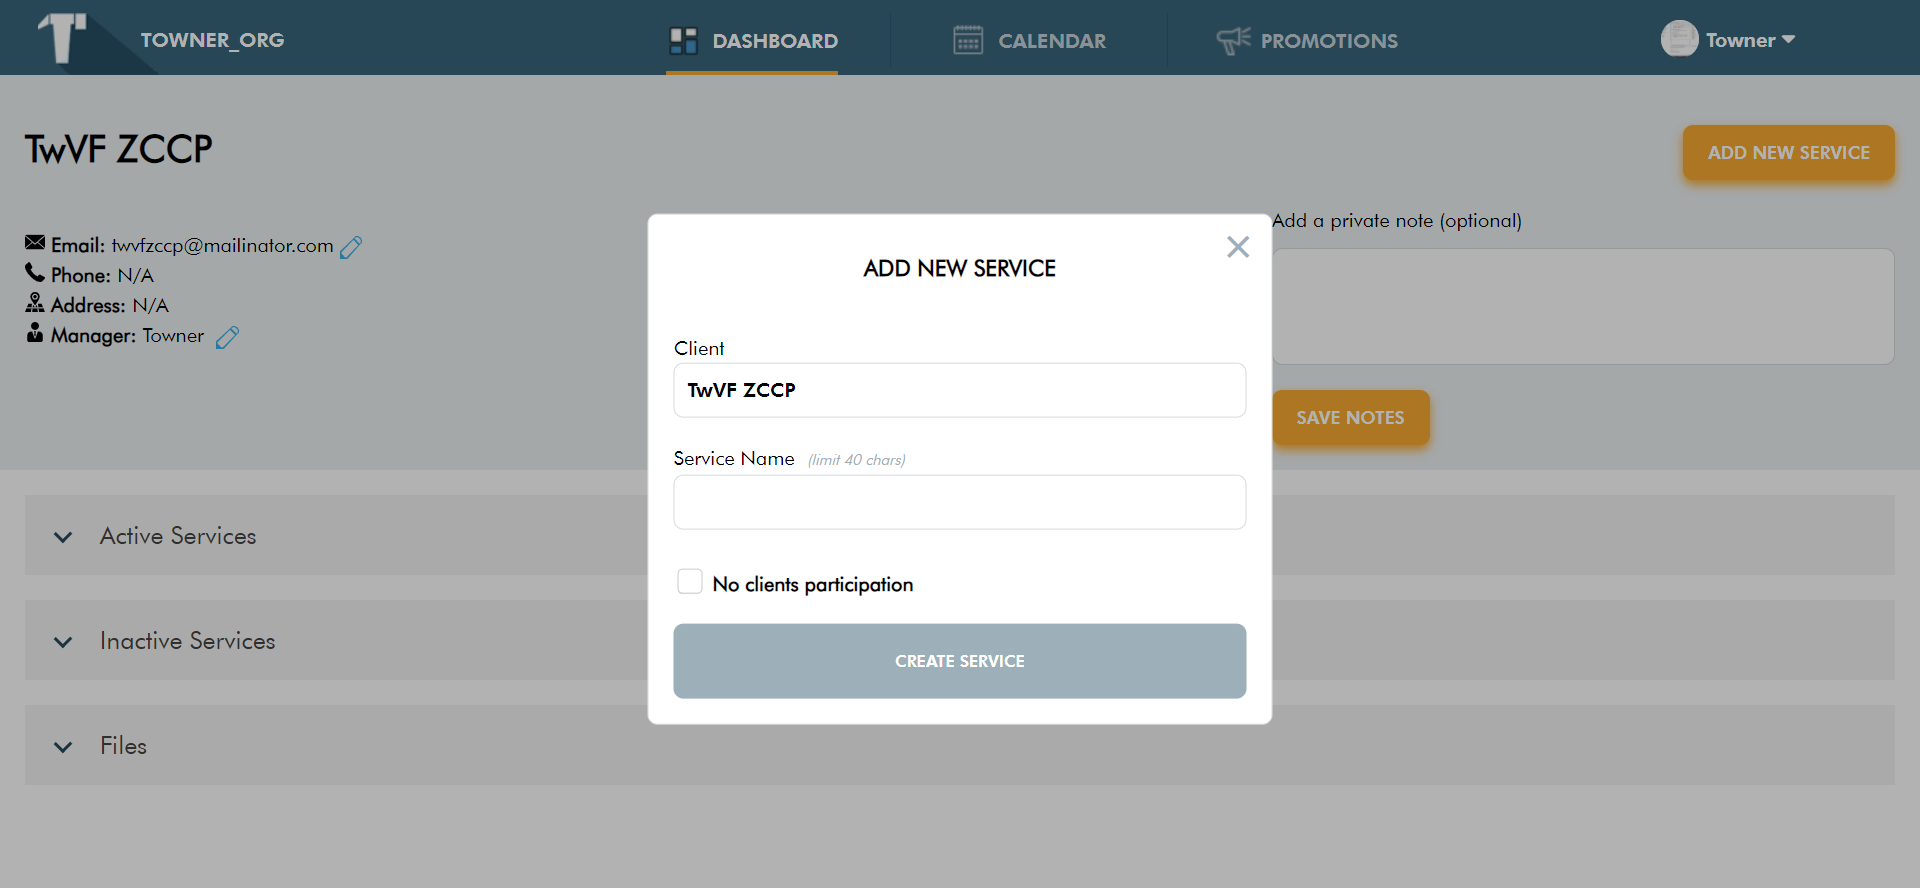 TOWNER_ORG
DASHBOARD
CALENDAR
PROMOTIONS
Towner
TwVF ZCCP
ADD NEW SERVICE
Email: twvfzccp@mailinator.com
Phone: N/A
Address: N/A
Manager: Towner
Add a private note (optional)
SAVE NOTES
ADD NEW SERVICE
Client
TwVF ZCCP
Service Name (limit 40 chars)
No clients participation
CREATE SERVICE
Active Services
Inactive Services
Files